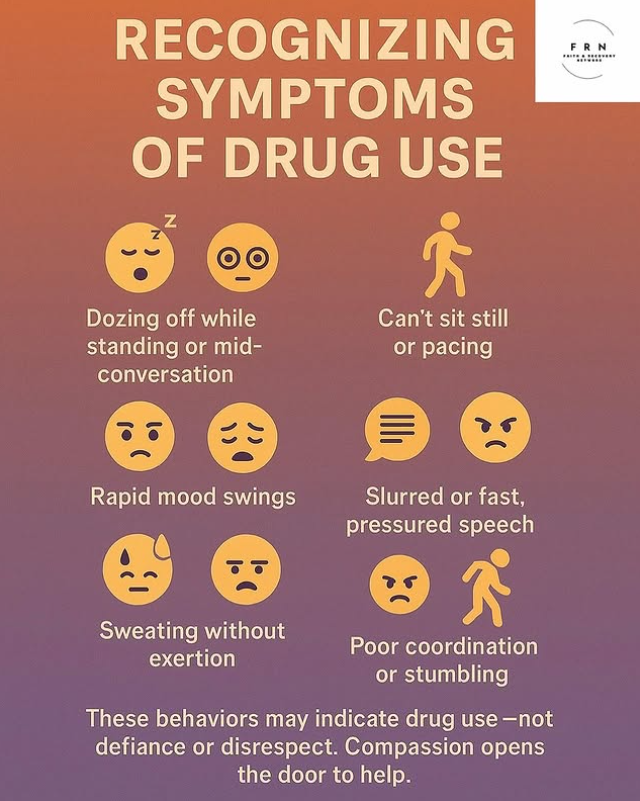 RECOGNIZING
SYMPTOMS
OF DRUG USE
FRN
FAITH & RECOVERY
NETWORK
z
Z
Dozing off while
standing or mid-
conversation
Can't sit still
or pacing
Rapid mood swings
Slurred or fast,
pressured speech
Sweating without
exertion
Poor coordination
or stumbling
These behaviors may indicate drug use—not
defiance or disrespect. Compassion opens
the door to help.